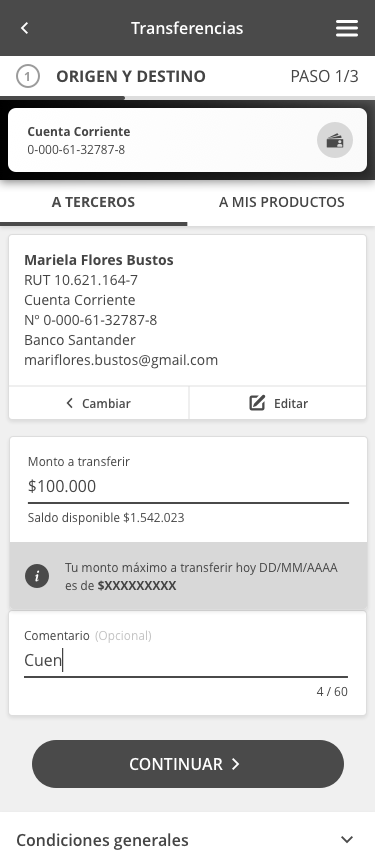 Transferencias
1 ORIGEN Y DESTINO PASO 1/3
Cuenta Corriente
0-000-61-32787-8
A TERCEROS A MIS PRODUCTOS
Mariela Flores Bustos
RUT 10.621.164-7
Cuenta Corriente
N° 0-000-61-32787-8
Banco Santander
mariflores.bustos@gmail.com
Cambiar Editar
Monto a transferir
$100.000
Saldo disponible $1.542.023
i Tu monto máximo a transferir hoy DD/MM/AAAA
es de $XXXXXXXXX
Comentario (Opcional)
Cuen
4 / 60
CONTINUAR
Condiciones generales